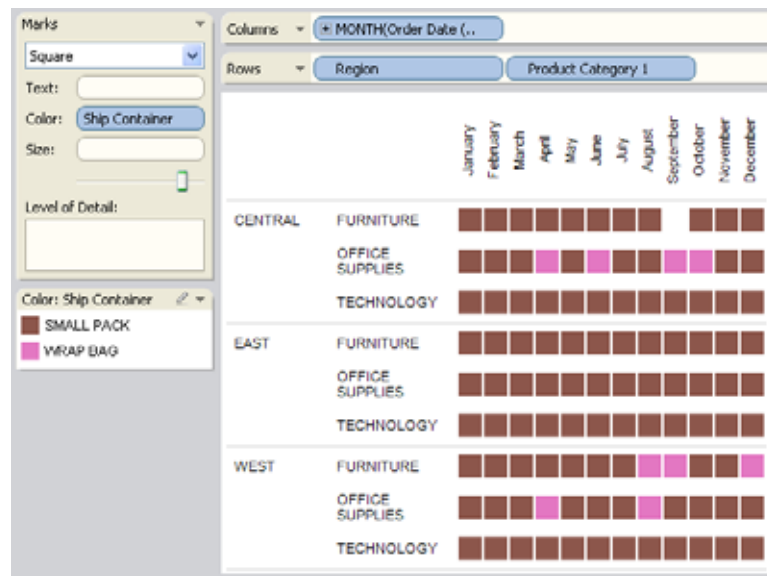 Marks
Square
Text:
Color: Ship Container
Size:
Level of Detail:
Color: Ship Container
SMALL PACK
WRAP BAG
Columns MONTH(Order Date (..
Rows Region Product Category 1
January February March April May June July August September October November December
CENTRAL FURNITURE
OFFICE
SUPPLIES
TECHNOLOGY
EAST FURNITURE
OFFICE
SUPPLIES
TECHNOLOGY
WEST FURNITURE
OFFICE
SUPPLIES
TECHNOLOGY